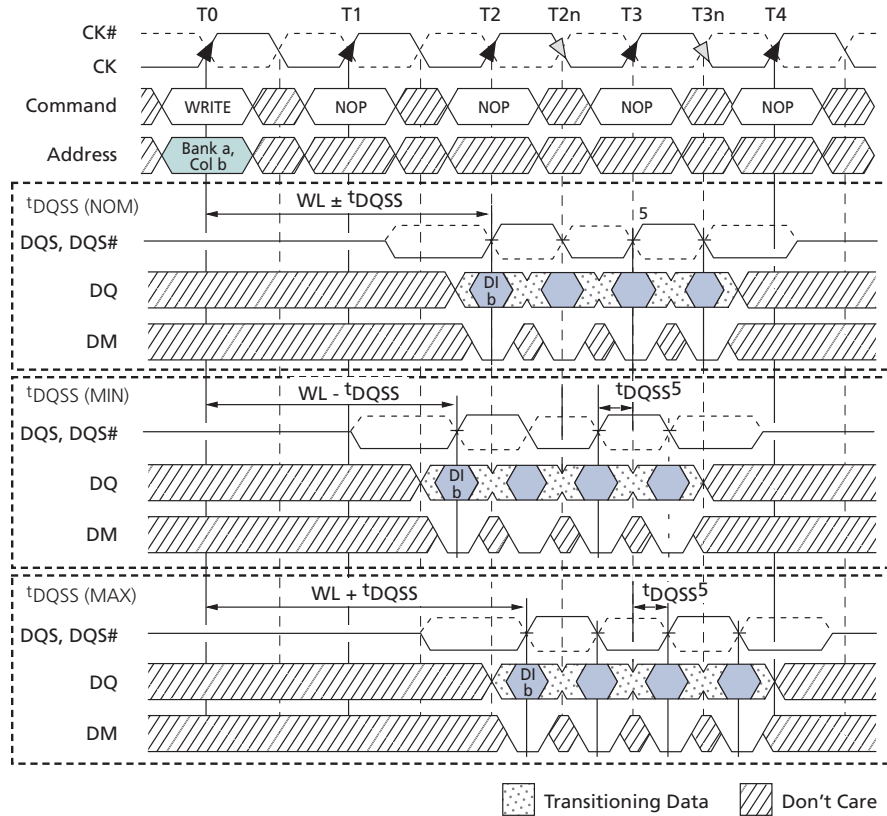 T0 T1 T2 T2n T3 T3n T4
CK#
CK
Command WRITE NOP NOP NOP NOP
Address Bank a,
Col b
tDQSS (NOM) WL ± tDQSS 5
DQS, DQS#
DQ DI
b
DM
tDQSS (MIN) WL - tDQSS tDQSS5
DQS, DQS#
DQ DI
b
DM
tDQSS (MAX) WL + tDQSS tDQSS5
DQS, DQS#
DQ DI
b
DM
Transitioning Data Don't Care